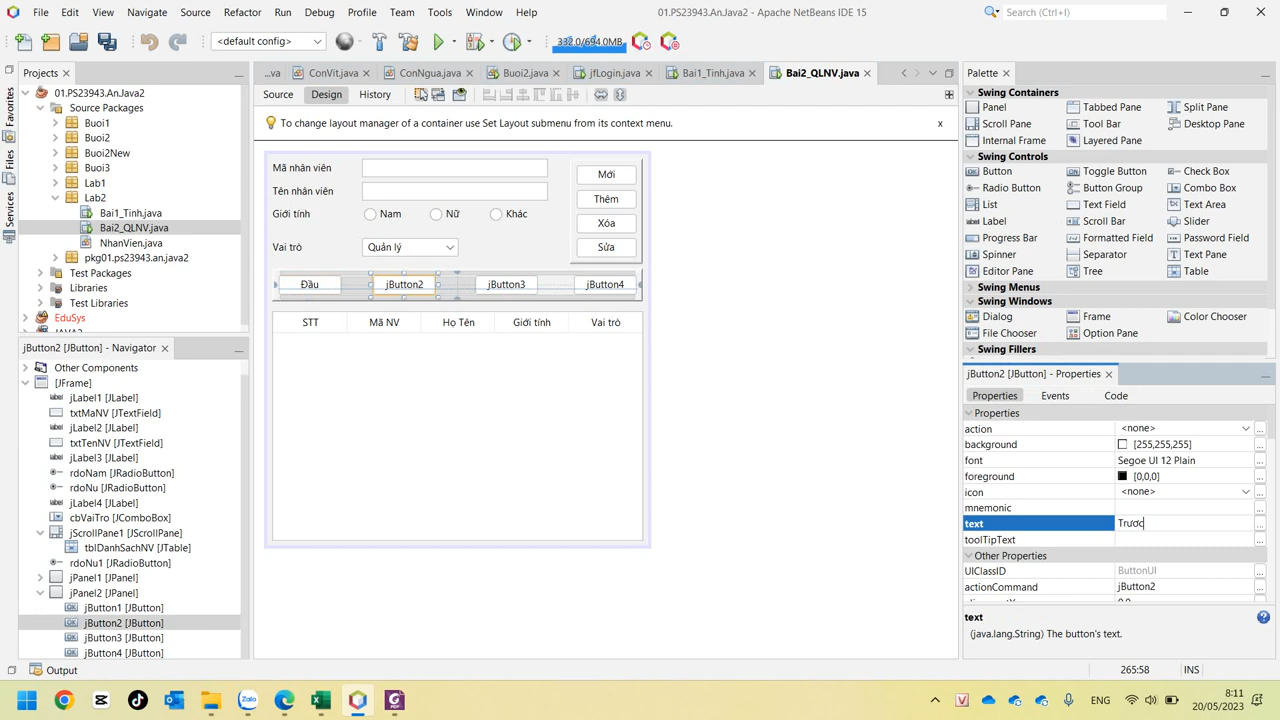 File Edit View Navigate Source Refactor Run Debug Profile Team Tools Window Help 01.PS23943.An.Java2 - Apache NetBeans IDE 15 Search (Ctrl+I)
<default config> 332.0/694.0MB
Projects ...va ConVit.java ConNgua.java Buoi2.java jfLogin.java Bai1_Tinh.java Bai2_QLNV.java Palette
Favorites
Files
Services
01.PS23943.An.Java2
Source Packages
Buoi1
Buoi2
Buoi2New
Buoi3
Lab1
Lab2
Bai1_Tinh.java
Bai2_QLNV.java
NhanVien.java
pkg01.ps23943.an.java2
Test Packages
Libraries
Test Libraries
EduSys
Source Design History
To change layout manager of a container use Set Layout submenu from its context menu. x
Mã nhân viên Mới
Tên nhân viên Thêm
Giới tính Nam Nữ Khác Xóa
Vai trò Quản lý Sửa
Đầu jButton2 jButton3 jButton4
STT Mã NV Họ Tên Giới tính Vai trò
Swing Containers
Panel Tabbed Pane Split Pane
Scroll Pane Tool Bar Desktop Pane
Internal Frame Layered Pane
Swing Controls
Button Toggle Button Check Box
Radio Button Button Group Combo Box
List Text Field Text Area
Label Scroll Bar Slider
Progress Bar Formatted Field Password Field
Spinner Separator Text Pane
Editor Pane Tree Table
Swing Menus
Swing Windows
Dialog Frame Color Chooser
File Chooser Option Pane
Swing Fillers
jButton2 [JButton] - Navigator
Other Components
[JFrame]
jLabel1 [JLabel]
txtMaNV [JTextField]
jLabel2 [JLabel]
txtTenNV [JTextField]
jLabel3 [JLabel]
rdoNam [JRadioButton]
rdoNu [JRadioButton]
jLabel4 [JLabel]
cbVaiTro [JComboBox]
jScrollPane1 [JScrollPane]
tblDanhSachNV [JTable]
rdoNu1 [JRadioButton]
jPanel1 [JPanel]
jPanel2 [JPanel]
jButton1 [JButton]
jButton2 [JButton]
jButton3 [JButton]
jButton4 [JButton]
jButton2 [JButton] - Properties
Properties Events Code
Properties
action <none> ...
background [255,255,255] ...
font Segoe UI 12 Plain ...
foreground [0,0,0] ...
icon <none> ...
mnemonic ...
text Trước ...
toolTipText ...
Other Properties
UIClassID ButtonUI ...
actionCommand jButton2 ...
text
(java.lang.String) The button's text.
Output 265:58 INS
Zalo ENG 8:11
20/05/2023